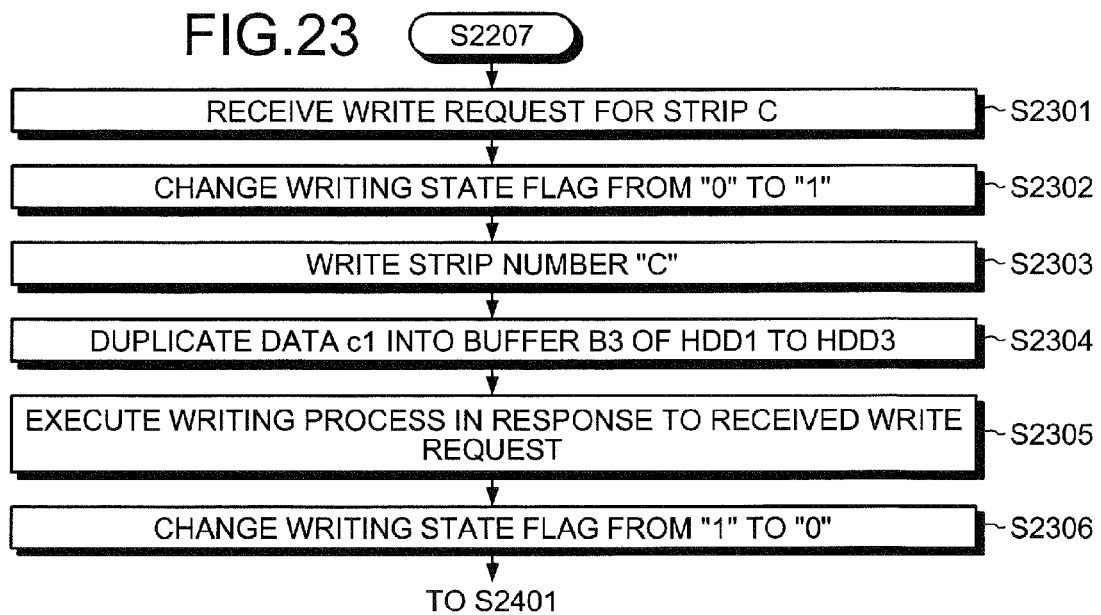 FIG.23
S2207
RECEIVE WRITE REQUEST FOR STRIP C
S2301
CHANGE WRITING STATE FLAG FROM "0" TO "1"
S2302
WRITE STRIP NUMBER "C"
S2303
DUPLICATE DATA c1 INTO BUFFER B3 OF HDD1 TO HDD3
S2304
EXECUTE WRITING PROCESS IN RESPONSE TO RECEIVED WRITE
REQUEST
S2305
CHANGE WRITING STATE FLAG FROM "1" TO "0"
S2306
TO S2401